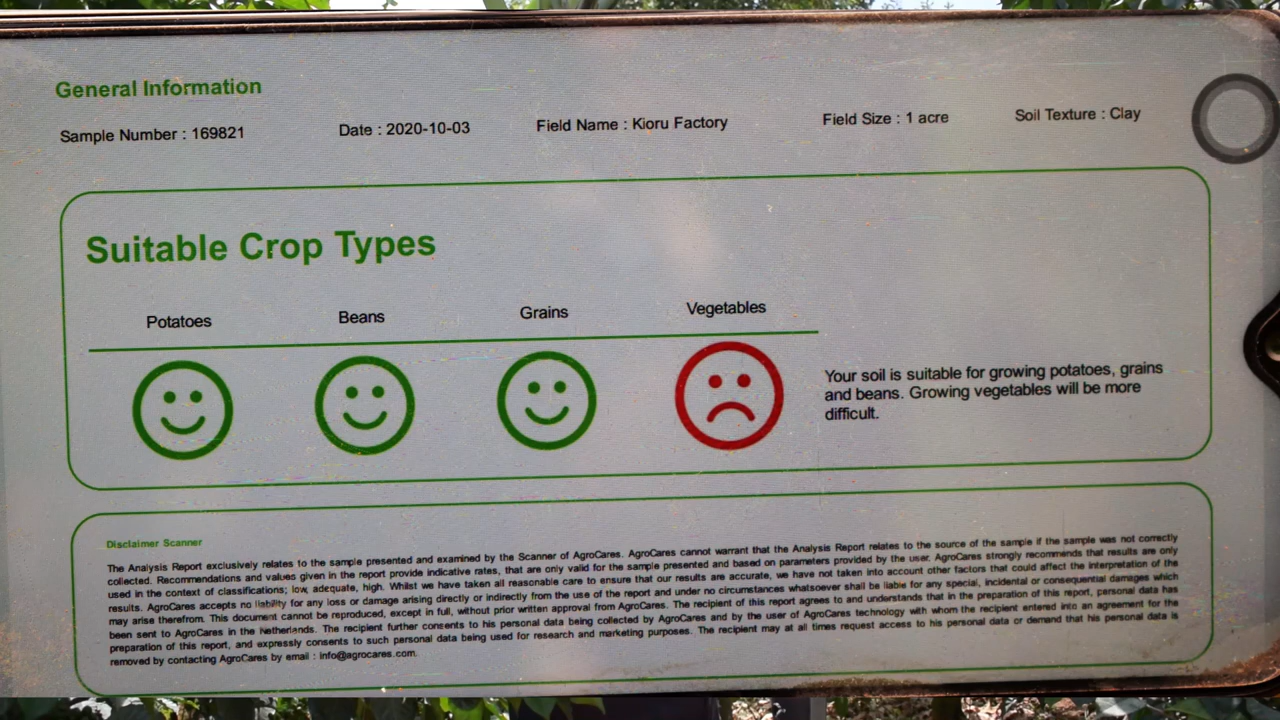 General Information
Sample Number : 169821 Date : 2020-10-03 Field Name : Kioru Factory Field Size : 1 acre Soil Texture : Clay
Suitable Crop Types
Potatoes Beans Grains Vegetables
Your soil is suitable for growing potatoes, grains
and beans. Growing vegetables will be more
difficult.
Disclaimer Scanner
The Analysis Report exclusively relates to the sample presented and examined by the Scanner of AgroCares. AgroCares cannot warrant that the Analysis Report relates to the source of the sample if the sample was not correctly
collected. Recommendations and values given in the report provide indicative rates, that are only valid for the sample presented and based on parameters provided by the user. AgroCares strongly recommends that results are only
used in the context of classifications; low, adequate, high. Whilst we have taken all reasonable care to ensure that our results are accurate, we have not taken into account other factors that could affect the interpretation of the
results. AgroCares accepts no liability for any loss or damage arising directly or indirectly from the use of the report and under no circumstances whatsoever shall be liable for any special, incidental or consequential damages which
may arise therefrom. This document cannot be reproduced, except in full, without prior written approval from AgroCares. The recipient of this report agrees to and understands that in the preparation of this report, personal data has
been sent to AgroCares in the Netherlands. The recipient further consents to his personal data being collected by AgroCares and by the user of AgroCares technology with whom the recipient entered into an agreement for the
preparation of this report, and expressly consents to such personal data being used for research and marketing purposes. The recipient may at all times request access to his personal data or demand that his personal data is
removed by contacting AgroCares by email : info@agrocares.com.